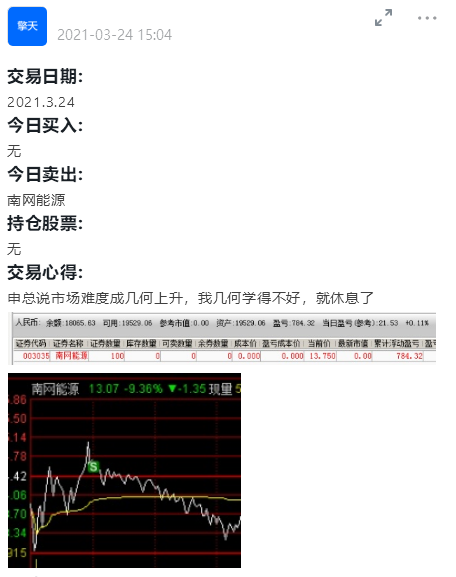 擎天
2021-03-24 15:04
交易日期:
2021.3.24
今日买入:
无
今日卖出:
南网能源
持仓股票:
无
交易心得:
申总说市场难度成几何上升，我几何学得不好，就休息了
人民币: 余额:18065.63 可用:19529.06 参考市值:0.00 资产:19529.06 盈亏:784.32 当日盈亏(参考):21.53 +0.11%
证券代码 证券名称 证券数量 库存数量 可卖数量 余券数量 成本价 盈亏成本价 当前价 最新市值 累计浮动盈亏 盈亏
003035 南网能源 100 0 0 0 0.000 0.000 13.750 0.00 784.32
南网能源 13.07 -9.36% ▼-1.35 现量 5
5.86
5.50
5.14
4.78
4.42
4.06
3.70
3.34
915
S